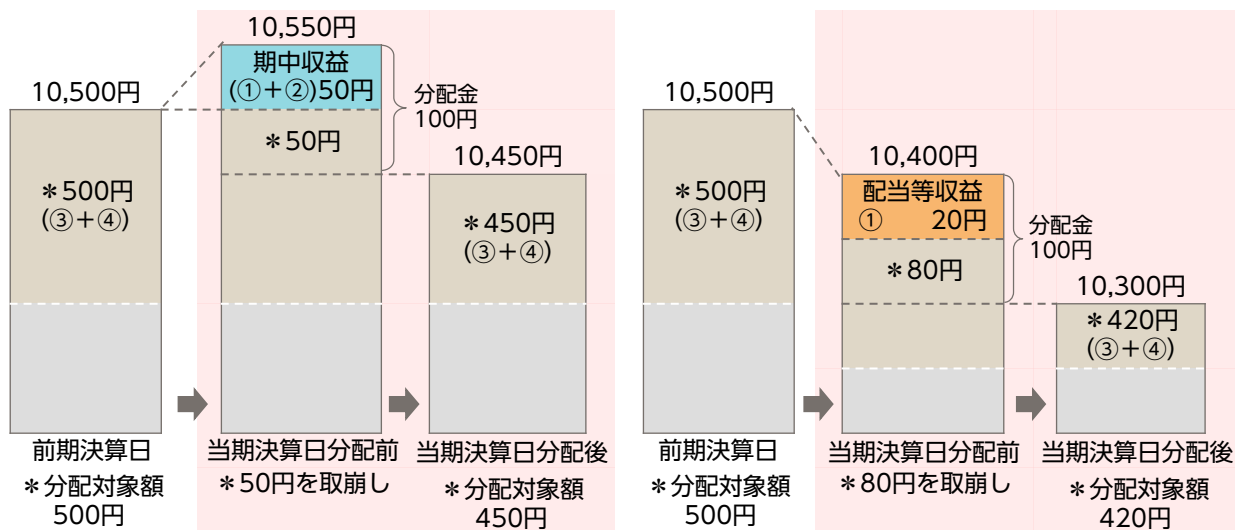 10,500円
*500円
(③+④)
前期決算日
*分配対象額
500円
10,550円
期中収益
(①+②)50円
*50円
分配金
100円
当期決算日分配前
*50円を取崩し
10,450円
*450円
(③+④)
当期決算日分配後
*分配対象額
450円
10,500円
*500円
(③+④)
前期決算日
*分配対象額
500円
10,400円
配当等収益
① 20円
*80円
分配金
100円
当期決算日分配前
*80円を取崩し
10,300円
*420円
(③+④)
当期決算日分配後
*分配対象額
420円